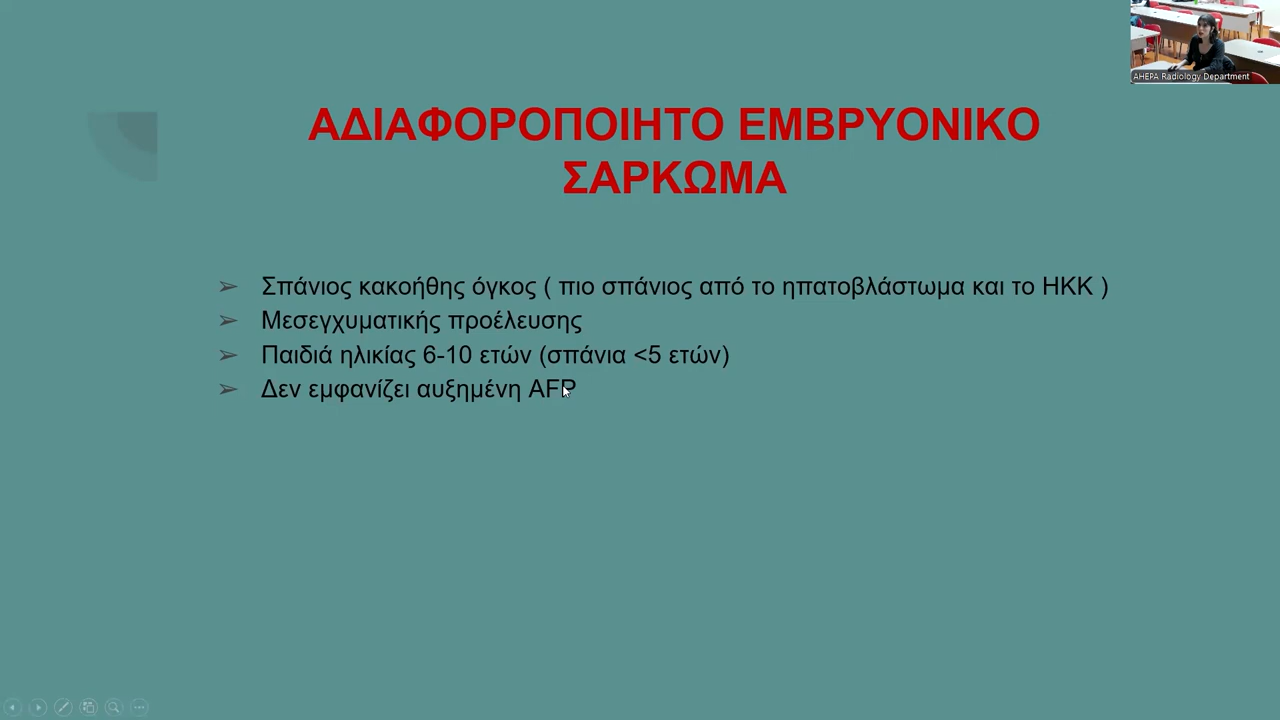 AHEPA Radiology Department
ΑΔΙΑΦΟΡΟΠΟΙΗΤΟ ΕΜΒΡΥΟΝΙΚΟ
ΣΑΡΚΩΜΑ
➢ Σπάνιος κακοήθης όγκος ( πιο σπάνιος από το ηπατοβλάστωμα και το ΗΚΚ )
➢ Μεσεγχυματικής προέλευσης
➢ Παιδιά ηλικίας 6-10 ετών (σπάνια <5 ετών)
➢ Δεν εμφανίζει αυξημένη AFP